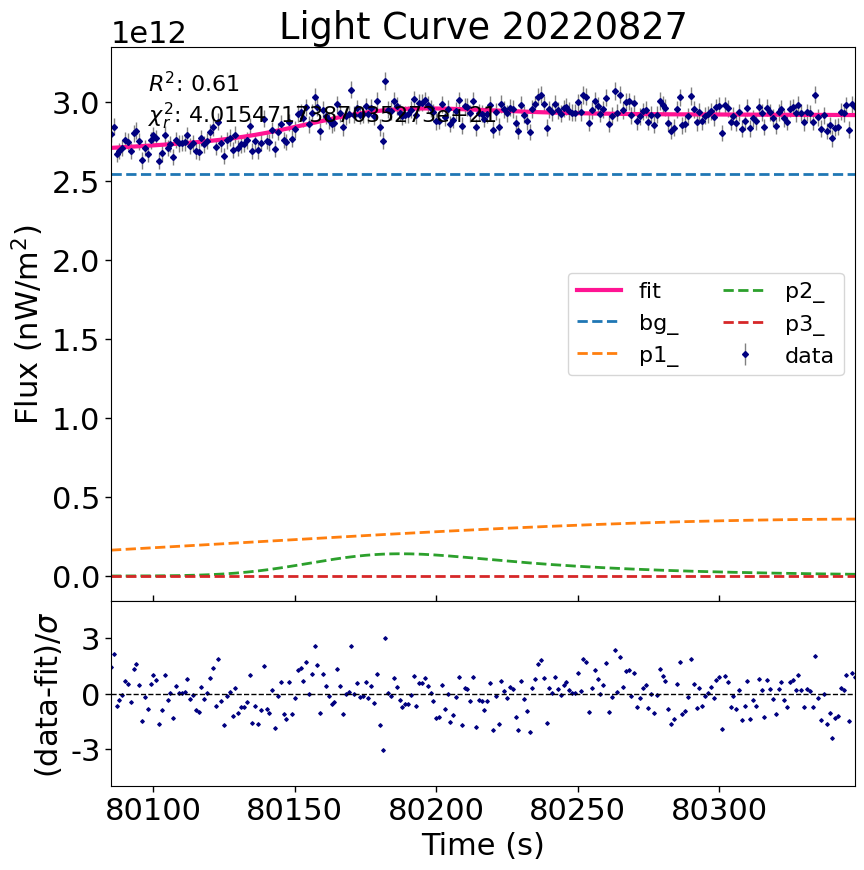 Light Curve 20220827
1e12
R²: 0.61
χᵣ²:
3.0
2.5
2.0
1.5
1.0
0.5
0.0
Flux (nW/m²)
fit
bg_
p1_
p2_
p3_
data
3
0
-3
(data-fit)/σ
80100 80150 80200 80250 80300
Time (s)